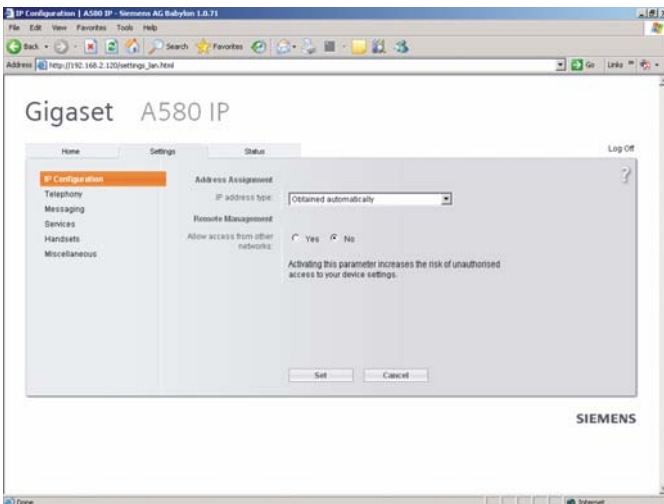 IP Configuration | A580 IP - Siemens AG Babylon 1.0.71
File Edit View Favorites Tools Help
Back Search Favorites
Address http://192.168.2.120/settings_lan.html Go Links »
Gigaset A580 IP
Home Settings Status Log Off
IP Configuration
Telephony
Messaging
Services
Handsets
Miscellaneous
Address Assignment
IP address type: Obtained automatically
Remote Management
Allow access from other networks: Yes No
Activating this parameter increases the risk of unauthorised
access to your device settings.
Set Cancel
?
SIEMENS
Done Internet